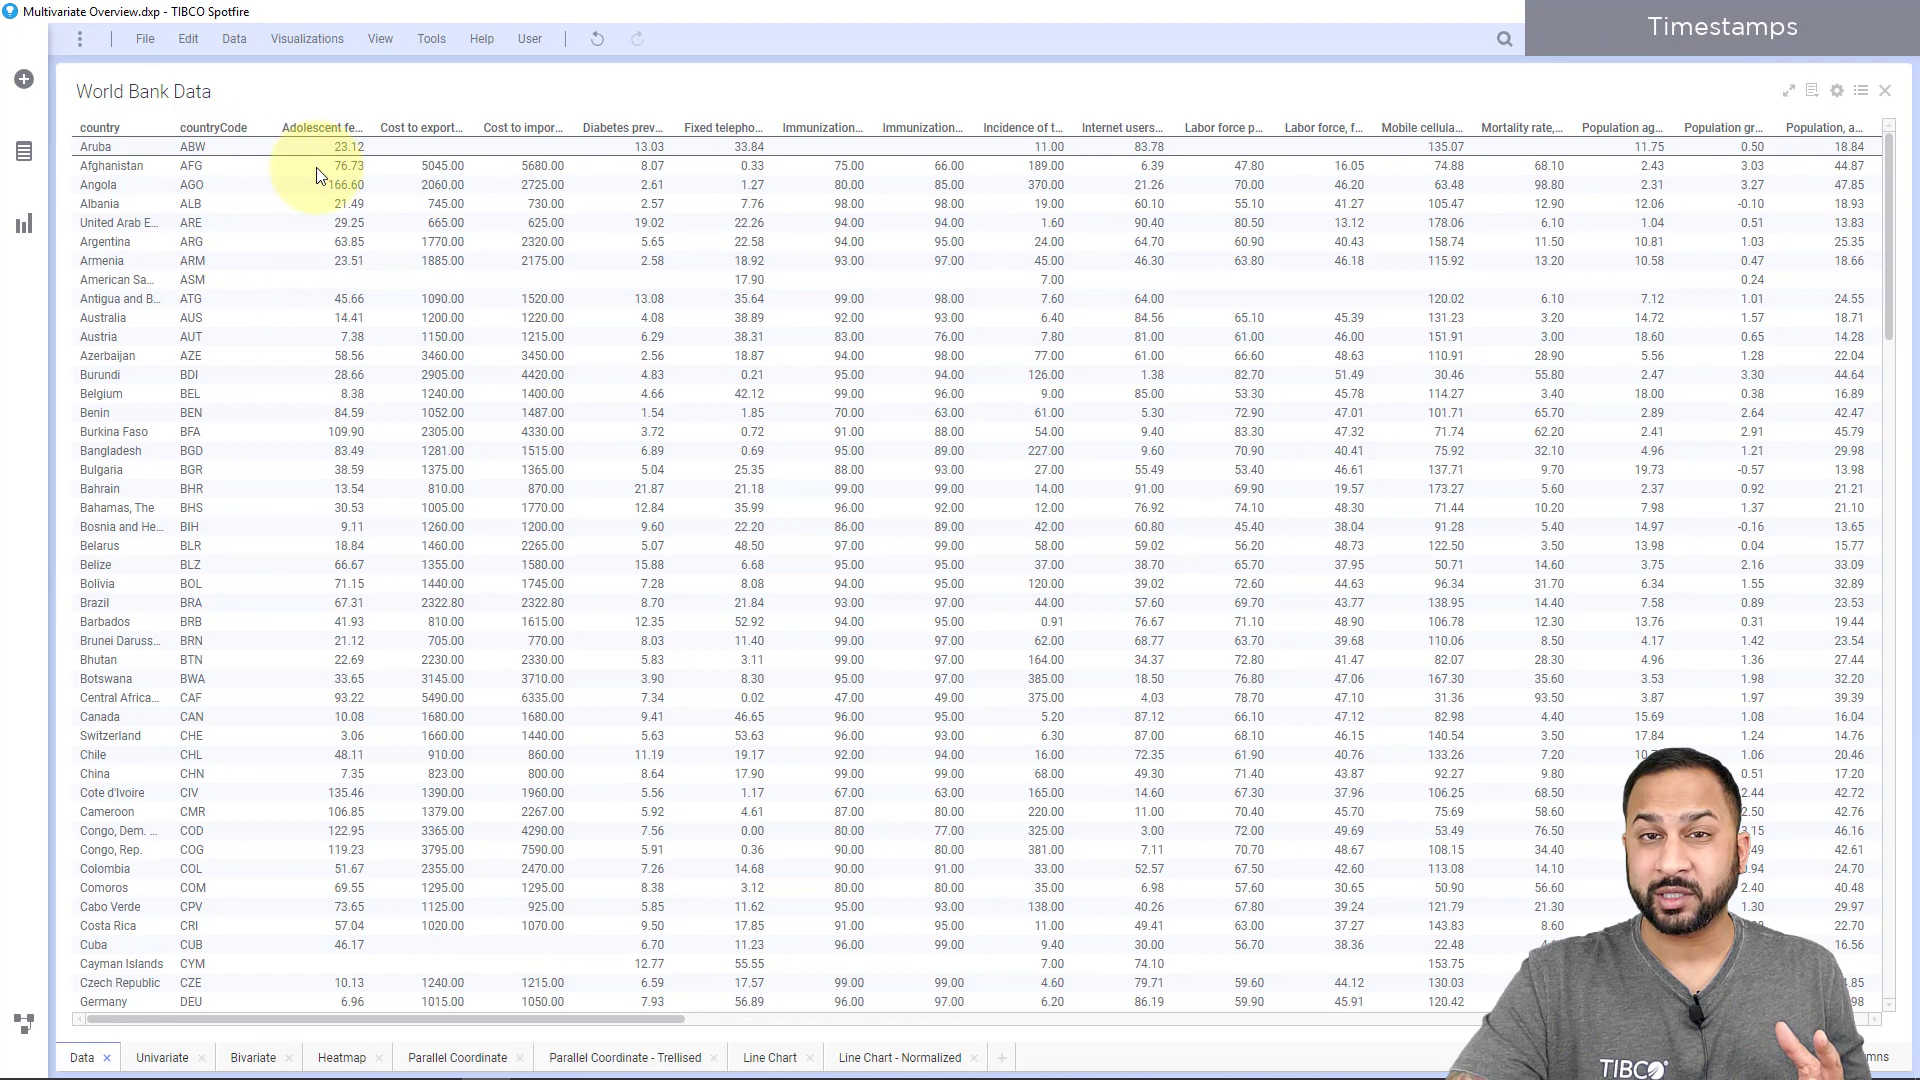 Multivariate Overview.dxp - TIBCO Spotfire
Timestamps
File Edit Data Visualizations View Tools Help User
World Bank Data
country countryCode Adolescent fe... Cost to export... Cost to impor... Diabetes prev... Fixed telepho... Immunization... Immunization... Incidence of t... Internet users... Labor force p... Labor force, f... Mobile cellula... Mortality rate,... Population ag... Population gr... Population, a...
Aruba ABW 23.12 13.03 33.84 11.00 83.78 135.07 11.75 0.50 18.84
Afghanistan AFG 76.73 5045.00 5680.00 8.07 0.33 75.00 66.00 189.00 6.39 47.80 16.05 74.88 68.10 2.43 3.03 44.87
Angola AGO 166.60 2060.00 2725.00 2.61 1.27 80.00 85.00 370.00 21.26 70.00 46.20 63.48 98.80 2.31 3.27 47.85
Albania ALB 21.49 745.00 730.00 2.57 7.76 98.00 98.00 19.00 60.10 55.10 41.27 105.47 12.90 12.06 -0.10 18.93
United Arab E... ARE 29.25 665.00 625.00 19.02 22.26 94.00 94.00 1.60 90.40 80.50 13.12 178.06 6.10 1.04 0.51 13.83
Argentina ARG 63.85 1770.00 2320.00 5.65 22.58 94.00 95.00 24.00 64.70 60.90 40.43 158.74 11.50 10.81 1.03 25.35
Armenia ARM 23.51 1885.00 2175.00 2.58 18.92 93.00 97.00 45.00 46.30 63.80 46.18 115.92 13.20 10.58 0.47 18.66
American Sa... ASM 17.90 7.00 0.24
Antigua and B... ATG 45.66 1090.00 1520.00 13.08 35.64 99.00 98.00 7.60 64.00 120.02 6.10 7.12 1.01 24.55
Australia AUS 14.41 1200.00 1220.00 4.08 38.89 92.00 93.00 6.40 84.56 65.10 45.39 131.23 3.20 14.72 1.57 18.71
Austria AUT 7.38 1150.00 1215.00 6.29 38.31 83.00 76.00 7.80 81.00 61.00 46.00 151.91 3.00 18.60 0.65 14.28
Azerbaijan AZE 58.56 3460.00 3450.00 2.56 18.87 94.00 98.00 77.00 61.00 66.60 48.63 110.91 28.90 5.56 1.28 22.04
Burundi BDI 28.66 2905.00 4420.00 4.83 0.21 95.00 94.00 126.00 1.38 82.70 51.49 30.46 55.80 2.47 3.30 44.64
Belgium BEL 8.38 1240.00 1400.00 4.66 42.12 99.00 96.00 9.00 85.00 53.30 45.78 114.27 3.40 18.00 0.38 16.89
Benin BEN 84.59 1052.00 1487.00 1.54 1.85 70.00 63.00 61.00 5.30 72.90 47.01 101.71 65.70 2.89 2.64 42.47
Burkina Faso BFA 109.90 2305.00 4330.00 3.72 0.72 91.00 88.00 54.00 9.40 83.30 47.32 71.74 62.20 2.41 2.91 45.79
Bangladesh BGD 83.49 1281.00 1515.00 6.89 0.69 95.00 89.00 227.00 9.60 70.90 40.41 75.92 32.10 4.96 1.21 29.98
Bulgaria BGR 38.59 1375.00 1365.00 5.04 25.35 88.00 93.00 27.00 55.49 53.40 46.61 137.71 9.70 19.73 -0.57 13.98
Bahrain BHR 13.54 810.00 870.00 21.87 21.18 99.00 99.00 14.00 91.00 69.90 19.57 173.27 5.60 2.37 0.92 21.21
Bahamas, The BHS 30.53 1005.00 1770.00 12.84 35.99 96.00 92.00 12.00 76.92 74.10 48.30 71.44 10.20 7.98 1.37 21.10
Bosnia and He... BIH 9.11 1260.00 1200.00 9.60 22.20 86.00 89.00 42.00 60.80 45.40 38.04 91.28 5.40 14.97 -0.16 13.65
Belarus BLR 18.84 1460.00 2265.00 5.07 48.50 97.00 99.00 58.00 59.02 56.20 48.73 122.50 3.50 13.98 0.04 15.77
Belize BLZ 66.67 1355.00 1580.00 15.88 6.68 95.00 95.00 37.00 38.70 65.70 37.95 50.71 14.60 3.75 2.16 33.09
Bolivia BOL 71.15 1440.00 1745.00 7.28 8.08 94.00 95.00 120.00 39.02 72.60 44.63 96.34 31.70 6.34 1.55 32.89
Brazil BRA 67.31 2322.80 2322.80 8.70 21.84 93.00 97.00 44.00 57.60 69.70 43.77 138.95 14.40 7.58 0.89 23.53
Barbados BRB 41.93 810.00 1615.00 12.35 52.92 94.00 95.00 0.91 76.67 71.10 48.90 106.78 12.30 13.76 0.31 19.44
Brunei Daruss... BRN 21.12 705.00 770.00 8.03 11.40 99.00 97.00 62.00 68.77 63.70 39.68 110.06 8.50 4.17 1.42 23.54
Bhutan BTN 22.69 2230.00 2330.00 5.83 3.11 99.00 97.00 164.00 34.37 72.80 41.47 82.07 28.30 4.96 1.36 27.44
Botswana BWA 33.65 3145.00 3710.00 3.90 8.30 95.00 97.00 385.00 18.50 76.80 47.06 167.30 35.60 3.53 1.98 32.20
Central Africa... CAF 93.22 5490.00 6335.00 7.34 0.02 47.00 49.00 375.00 4.03 78.70 47.10 31.36 93.50 3.87 1.97 39.39
Canada CAN 10.08 1680.00 1680.00 9.41 46.65 96.00 95.00 5.20 87.12 66.10 47.12 82.98 4.40 15.69 1.08 16.04
Switzerland CHE 3.06 1660.00 1440.00 5.63 53.63 96.00 93.00 6.30 87.00 68.10 46.15 140.54 3.50 17.84 1.24 14.76
Chile CHL 48.11 910.00 860.00 11.19 19.17 92.00 94.00 16.00 72.35 61.90 40.76 133.26 7.20 1.06 20.46
China CHN 7.35 823.00 800.00 8.64 17.90 99.00 99.00 68.00 49.30 71.40 43.87 92.27 9.80 0.51 17.20
Cote d'Ivoire CIV 135.46 1390.00 1960.00 5.56 1.17 67.00 63.00 165.00 14.60 67.30 37.96 106.25 68.50 2.44 42.72
Cameroon CMR 106.85 1379.00 2267.00 5.92 4.61 87.00 80.00 220.00 11.00 70.40 45.70 75.69 58.60 2.50 42.76
Congo, Dem. ... COD 122.95 3365.00 4290.00 7.56 0.00 80.00 77.00 325.00 3.00 72.00 49.69 53.49 76.50 3.15 46.16
Congo, Rep. COG 119.23 3795.00 7590.00 5.91 0.36 90.00 80.00 381.00 7.11 70.70 48.67 108.15 34.40 .49 42.61
Colombia COL 51.67 2355.00 2470.00 7.26 14.68 90.00 91.00 33.00 52.57 67.50 42.60 113.08 14.10 0.94 24.70
Comoros COM 69.55 1295.00 1295.00 8.38 3.12 80.00 80.00 35.00 6.98 57.60 30.65 50.90 56.60 2.40 40.48
Cabo Verde CPV 73.65 1125.00 925.00 5.85 11.62 95.00 93.00 138.00 40.26 67.80 39.24 121.79 21.30 1.30 29.97
Costa Rica CRI 57.04 1020.00 1070.00 9.50 17.85 91.00 95.00 11.00 49.41 63.00 37.27 143.83 8.60 22.70
Cuba CUB 46.17 6.70 11.23 96.00 99.00 9.40 30.00 56.70 38.36 22.48 16.56
Cayman Islands CYM 12.77 55.55 7.00 74.10 153.75
Czech Republic CZE 10.13 1240.00 1215.00 6.59 17.57 99.00 99.00 4.60 79.71 59.60 44.12 130.03 .85
Germany DEU 6.96 1015.00 1050.00 7.93 56.89 96.00 97.00 6.20 86.19 59.90 45.91 120.42 .98
Data Univariate Bivariate Heatmap Parallel Coordinate Parallel Coordinate - Trellised Line Chart Line Chart - Normalized mns
TIBCO